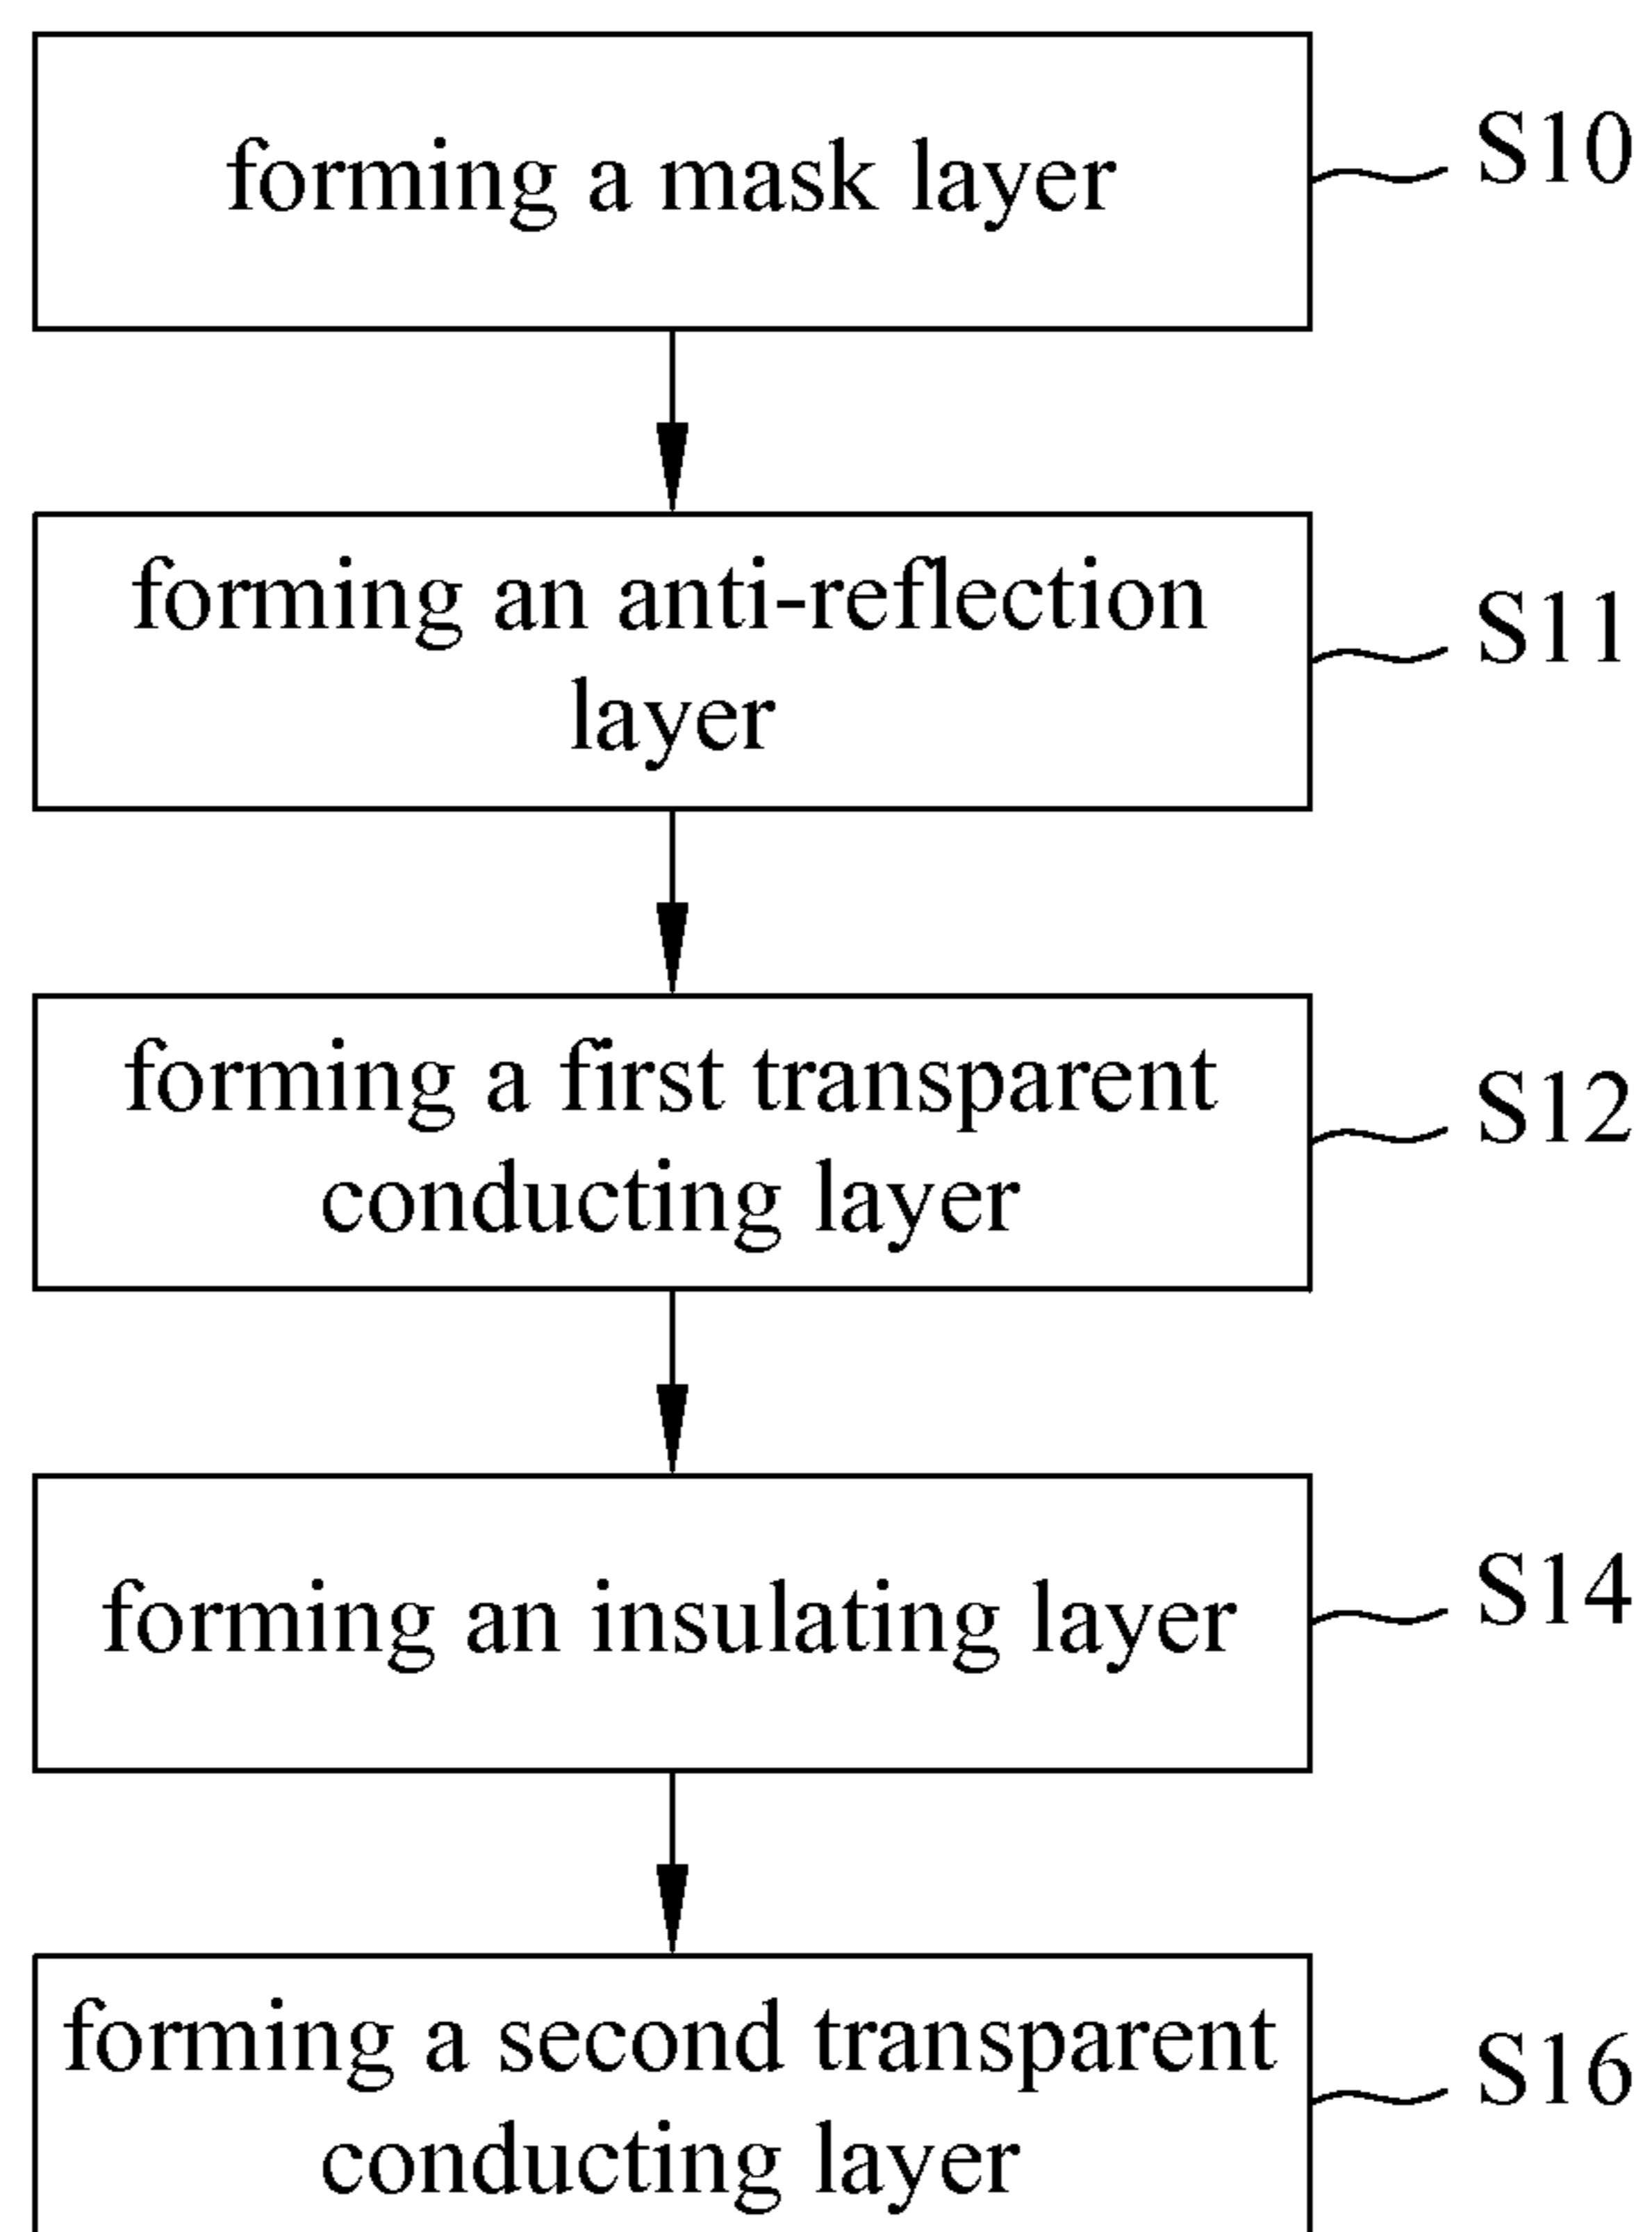 forming a mask layer
S10
forming an anti-reflection
layer
S11
forming a first transparent
conducting layer
S12
forming an insulating layer
S14
forming a second transparent
conducting layer
S16